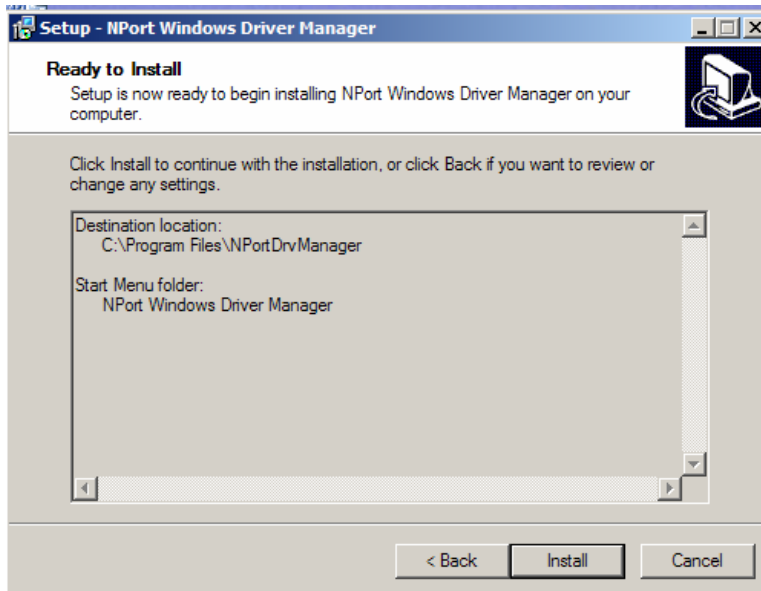 Setup - NPort Windows Driver Manager
Ready to Install
Setup is now ready to begin installing NPort Windows Driver Manager on your
computer.
Click Install to continue with the installation, or click Back if you want to review or
change any settings.
Destination location:
C:\Program Files\NPortDrvManager
Start Menu folder:
NPort Windows Driver Manager
< Back
Install
Cancel